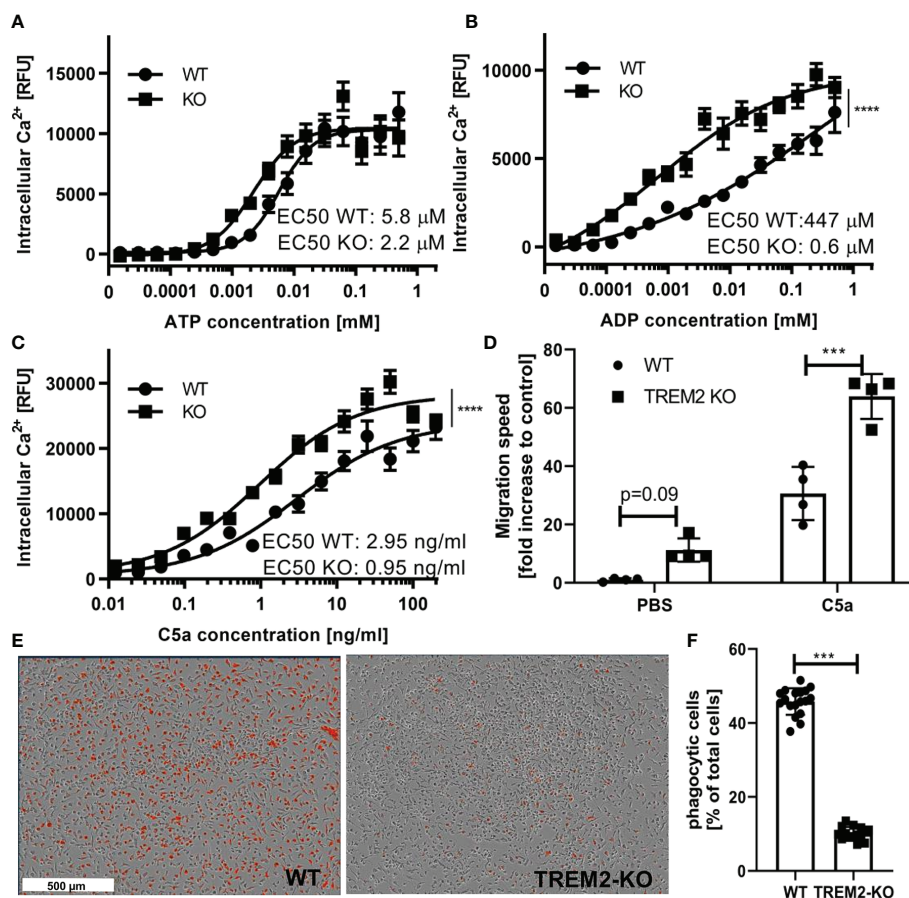 A
Intracellular Ca2+ [RFU]
15000
10000
5000
0
WT
KO
EC50 WT: 5.8 µM
EC50 KO: 2.2 µM
0 0.0001 0.001 0.01 0.1 1
ATP concentration [mM]
B
Intracellular Ca2+ [RFU]
10000
5000
0
WT
KO
****
EC50 WT:447 µM
EC50 KO: 0.6 µM
0 0.0001 0.001 0.01 0.1 1
ADP concentration [mM]
C
Intracellular Ca2+ [RFU]
30000
20000
10000
0
WT
KO
****
EC50 WT: 2.95 ng/ml
EC50 KO: 0.95 ng/ml
0.01 0.1 1 10 100
C5a concentration [ng/ml]
D
Migration speed
[fold increase to control]
80
60
40
20
0
WT
TREM2 KO
p=0.09
***
PBS C5a
E
500 µm
WT
TREM2-KO
F
phagocytic cells
[% of total cells]
60
40
20
0
***
WT TREM2-KO